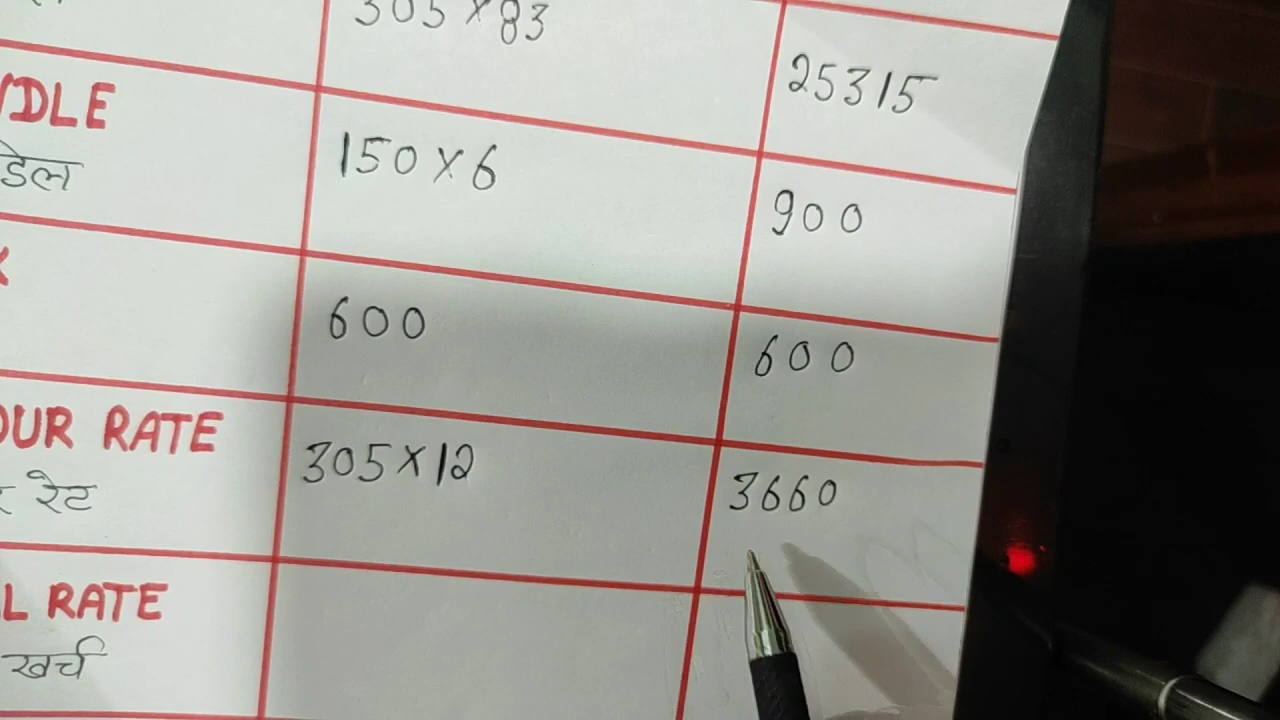 305×83
25315
DLE
डेल
150×6
900
600
600
OUR RATE
रेट
305×12
3660
L RATE
खर्च